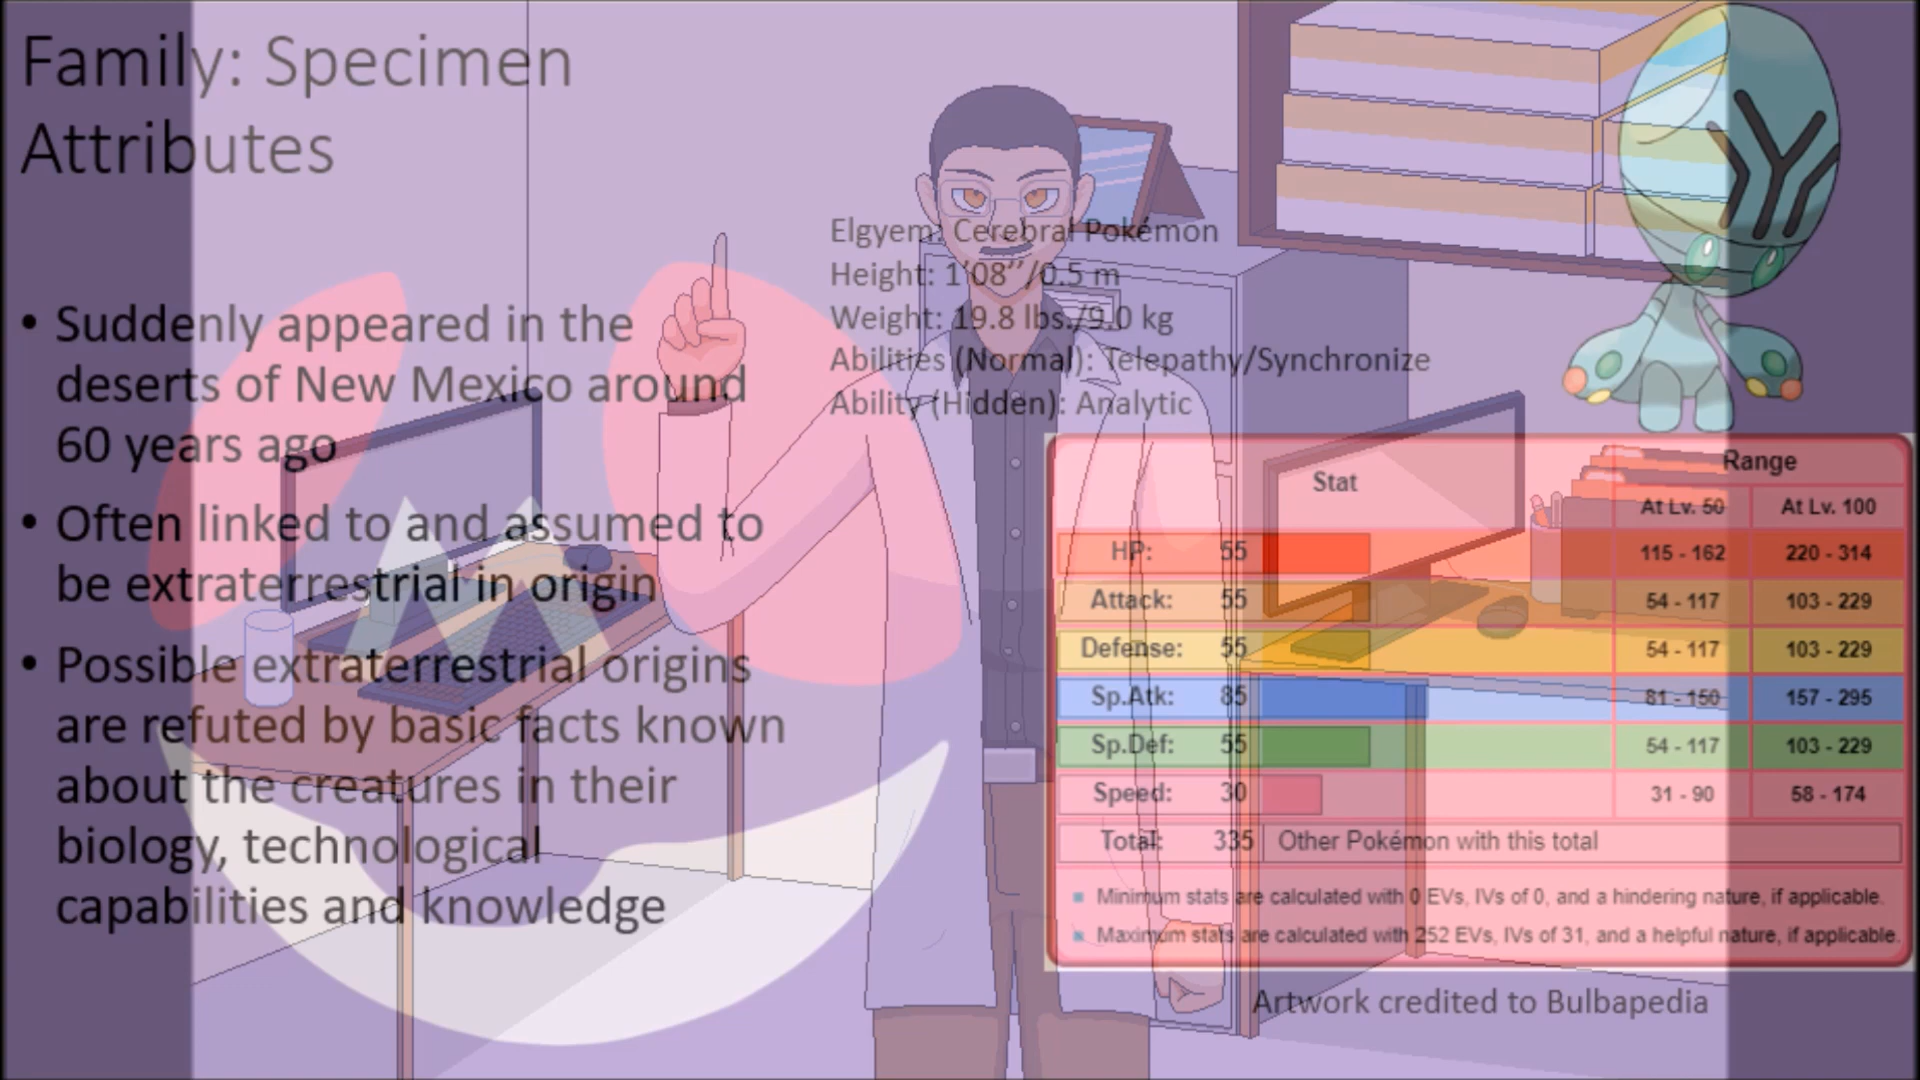 Family: Specimen
Attributes
• Suddenly appeared in the
deserts of New Mexico around
60 years ago
• Often linked to and assumed to
be extraterrestrial in origin
• Possible extraterrestrial origins
are refuted by basic facts known
about the creatures in their
biology, technological
capabilities and knowledge
Elgyem: Cerebral Pokémon
Height: 1'08’’/0.5 m
Weight: 19.8 lbs./9.0 kg
Abilities (Normal): Telepathy/Synchronize
Ability (Hidden): Analytic
Stat Range
At Lv. 50 At Lv. 100
HP: 55 115 - 162 220 - 314
Attack: 55 54 - 117 103 - 229
Defense: 55 54 - 117 103 - 229
Sp.Atk: 85 81 - 150 157 - 295
Sp.Def: 55 54 - 117 103 - 229
Speed: 30 31 - 90 58 - 174
Total: 335 Other Pokémon with this total
Minimum stats are calculated with 0 EVs, IVs of 0, and a hindering nature, if applicable.
Maximum stats are calculated with 252 EVs, IVs of 31, and a helpful nature, if applicable.
Artwork credited to Bulbapedia